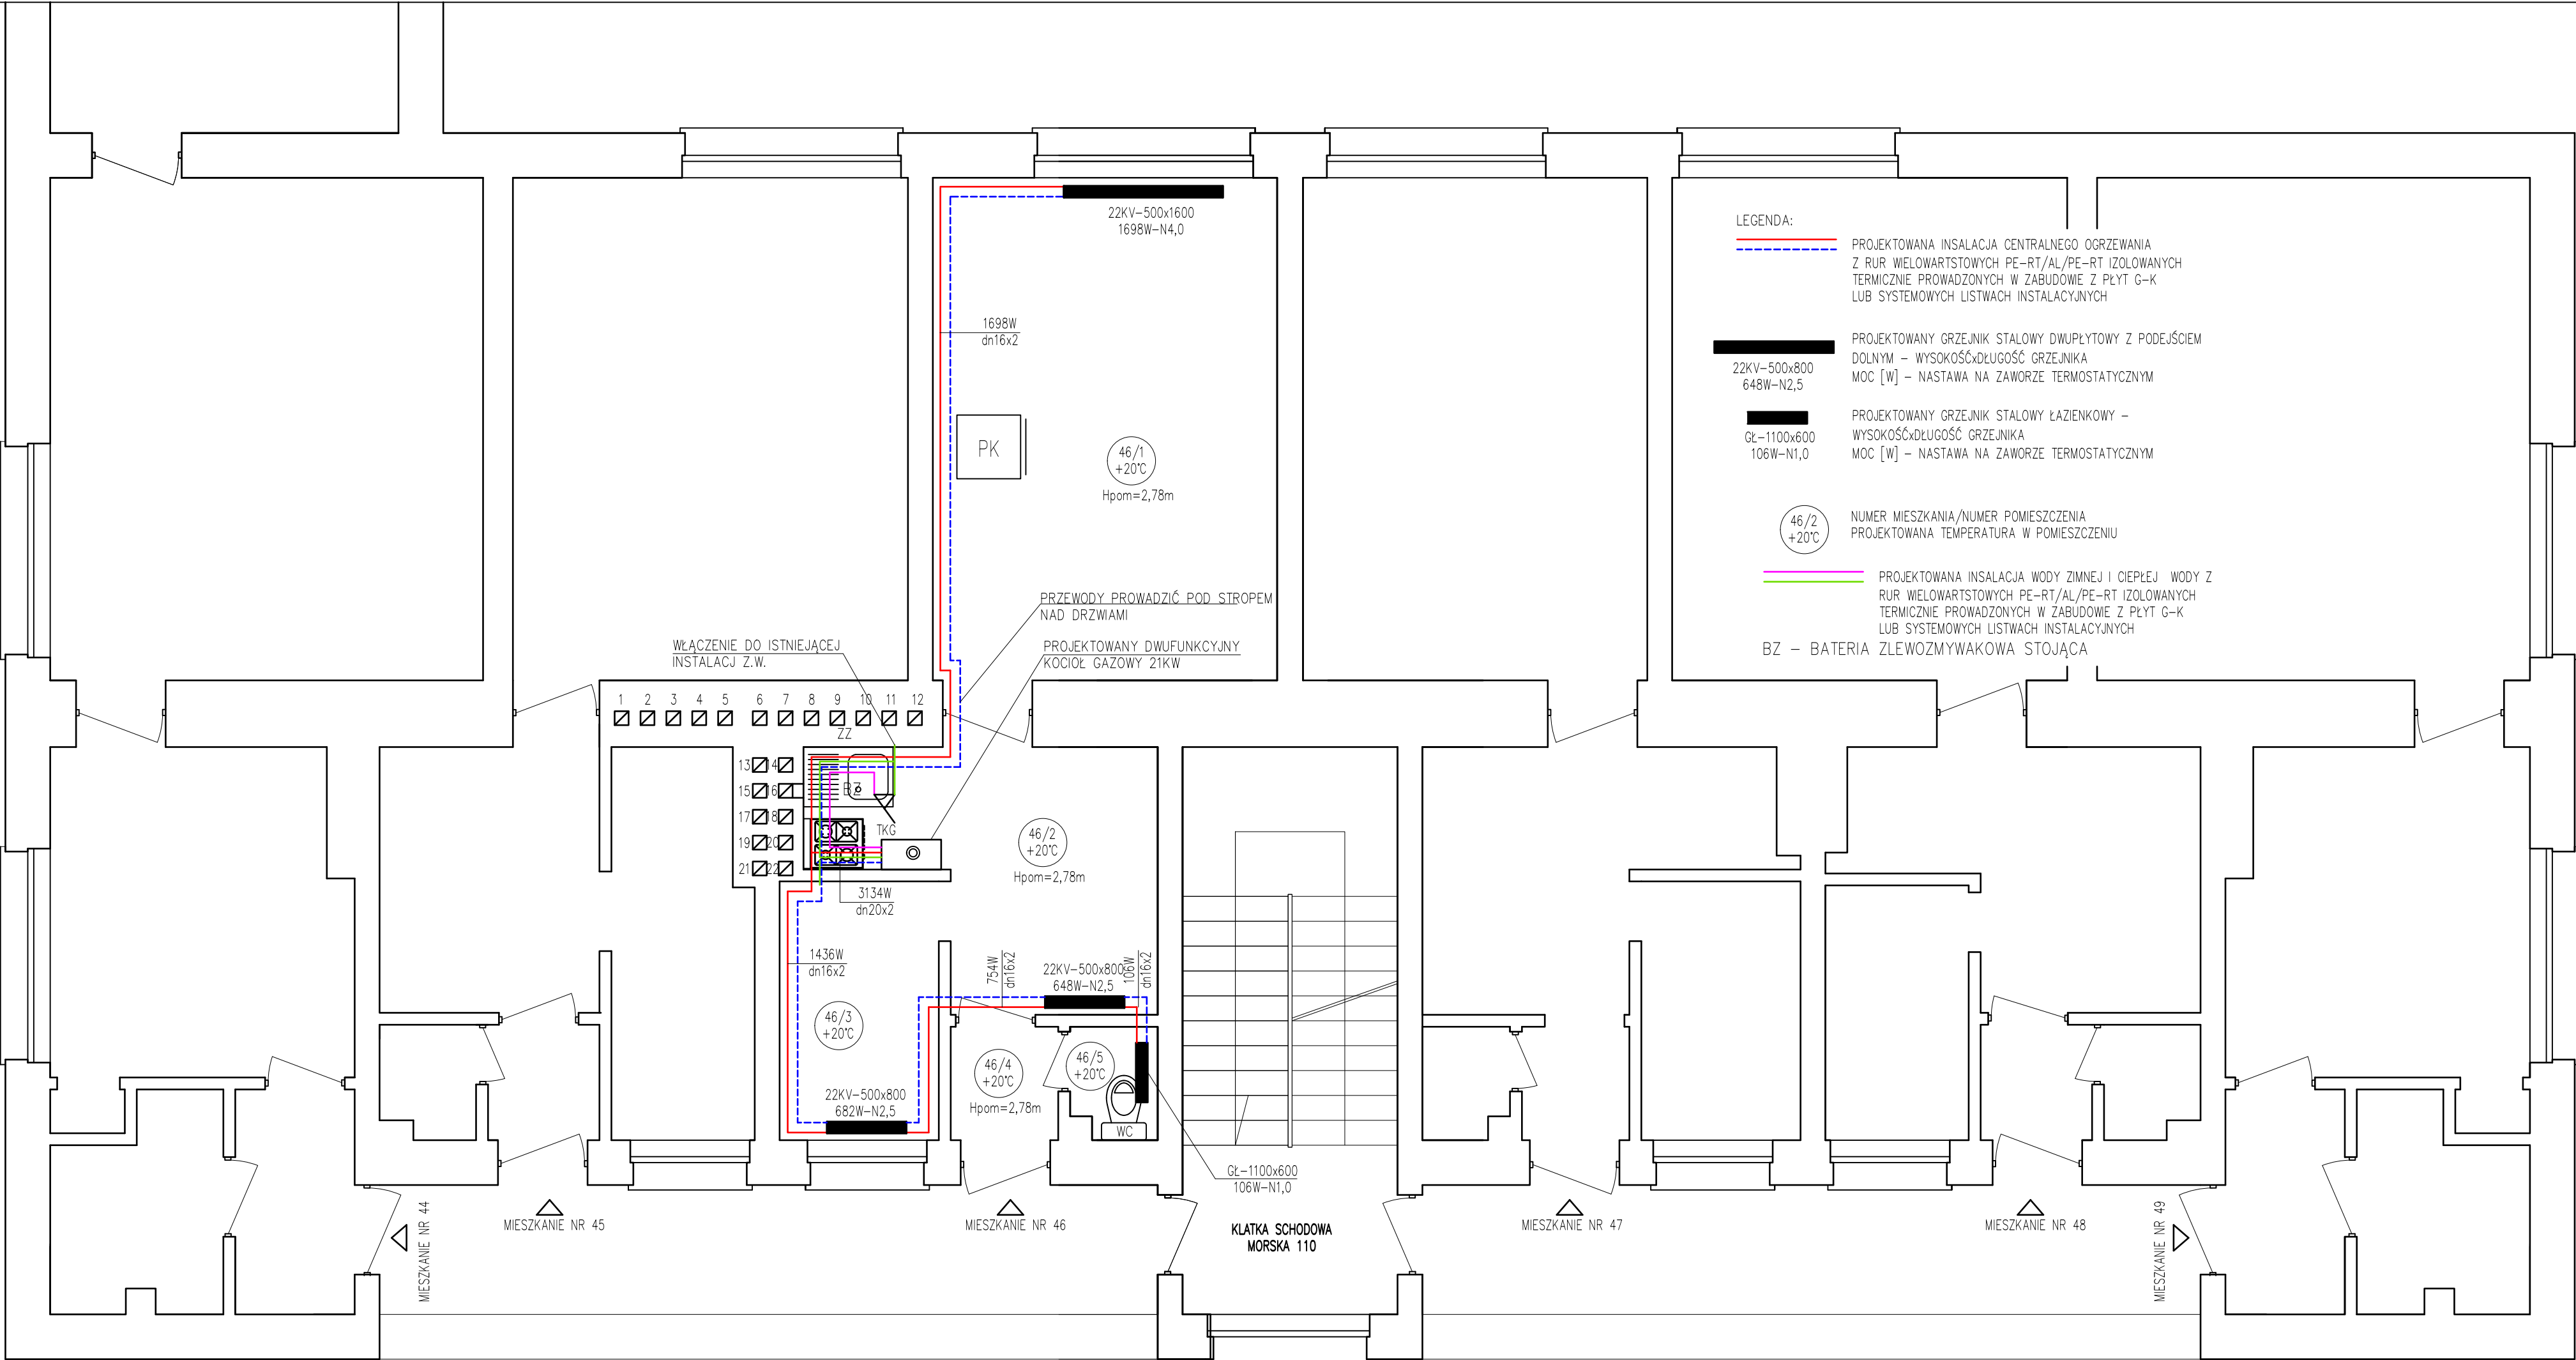 22KV-500x1600
1698W-N4,0
1698W
dn16x2
PK
46/1
+20°C
Hpom=2,78m
LEGENDA:
PROJEKTOWANA INSALACJA CENTRALNEGO OGRZEWANIA
Z RUR WIELOWARTSTOWYCH PE-RT/AL/PE-RT IZOLOWANYCH
TERMICZNIE PROWADZONYCH W ZABUDOWIE Z PŁYT G-K
LUB SYSTEMOWYCH LISTWACH INSTALACYJNYCH
PROJEKTOWANY GRZEJNIK STALOWY DWUPŁYTOWY Z PODEJŚCIEM
DOLNYM - WYSOKOŚĆxDŁUGOŚĆ GRZEJNIKA
MOC [W] - NASTAWA NA ZAWORZE TERMOSTATYCZNYM
22KV-500x800
648W-N2,5
PROJEKTOWANY GRZEJNIK STALOWY ŁAZIENKOWY -
WYSOKOŚĆxDŁUGOŚĆ GRZEJNIKA
MOC [W] - NASTAWA NA ZAWORZE TERMOSTATYCZNYM
GŁ-1100x600
106W-N1,0
46/2
+20°C
NUMER MIESZKANIA/NUMER POMIESZCZENIA
PROJEKTOWANA TEMPERATURA W POMIESZCZENIU
PROJEKTOWANA INSALACJA WODY ZIMNEJ I CIEPŁEJ WODY Z
RUR WIELOWARTSTOWYCH PE-RT/AL/PE-RT IZOLOWANYCH
TERMICZNIE PROWADZONYCH W ZABUDOWIE Z PŁYT G-K
LUB SYSTEMOWYCH LISTWACH INSTALACYJNYCH
BZ - BATERIA ZLEWOZMYWAKOWA STOJĄCA
PRZEWODY PROWADZIĆ POD STROPEM
NAD DRZWIAMI
WŁĄCZENIE DO ISTNIEJĄCEJ
INSTALACJ Z.W.
PROJEKTOWANY DWUFUNKCYJNY
KOCIOŁ GAZOWY 21KW
1 2 3 4 5 6 7 8 9 10 11 12
ZZ
13 14
15 16
17 18
19 20
21 22
BZ
TKG
46/2
+20°C
Hpom=2,78m
3134W
dn20x2
1436W
dn16x2
754W
dn16x2
22KV-500x800
648W-N2,5
106W
dn16x2
46/3
+20°C
46/4
+20°C
Hpom=2,78m
46/5
+20°C
WC
22KV-500x800
682W-N2,5
GŁ-1100x600
106W-N1,0
MIESZKANIE NR 44
MIESZKANIE NR 45
MIESZKANIE NR 46
KLATKA SCHODOWA
MORSKA 110
MIESZKANIE NR 47
MIESZKANIE NR 48
MIESZKANIE NR 49